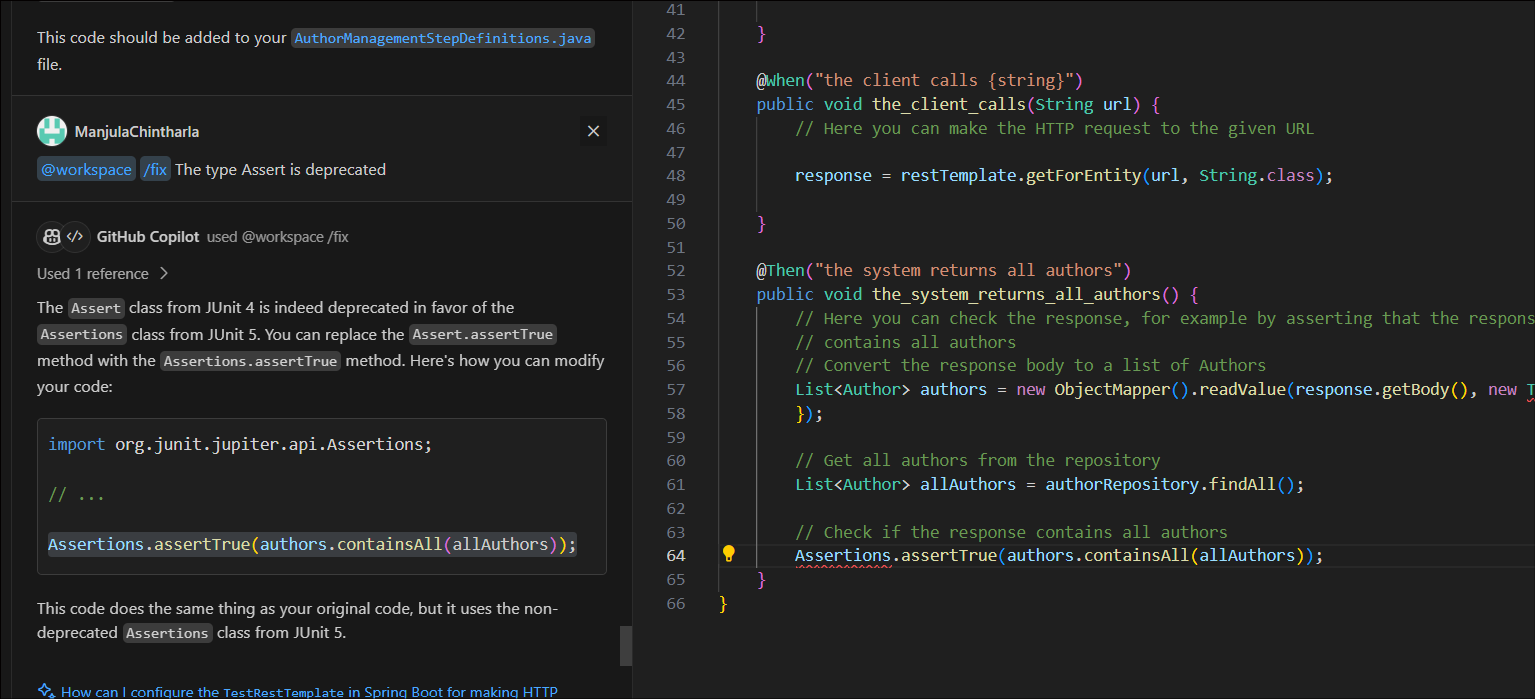 This code should be added to your AuthorManagementStepDefinitions.java
file.
ManjulaChintharla
@workspace /fix The type Assert is deprecated
GitHub Copilot used @workspace /fix
Used 1 reference
The Assert class from JUnit 4 is indeed deprecated in favor of the
Assertions class from JUnit 5. You can replace the Assert.assertTrue
method with the Assertions.assertTrue method. Here's how you can modify
your code:
import org.junit.jupiter.api.Assertions;
// ...
Assertions.assertTrue(authors.containsAll(allAuthors));
This code does the same thing as your original code, but it uses the non-
deprecated Assertions class from JUnit 5.
How can I configure the TestRestTemplate in Spring Boot for making HTTP
41
42 }
43
44 @When("the client calls {string}")
45 public void the_client_calls(String url) {
46 // Here you can make the HTTP request to the given URL
47
48 response = restTemplate.getForEntity(url, String.class);
49
50 }
51
52 @Then("the system returns all authors")
53 public void the_system_returns_all_authors() {
54 // Here you can check the response, for example by asserting that the respons
55 // contains all authors
56 // Convert the response body to a list of Authors
57 List<Author> authors = new ObjectMapper().readValue(response.getBody(), new T
58 });
59
60 // Get all authors from the repository
61 List<Author> allAuthors = authorRepository.findAll();
62
63 // Check if the response contains all authors
64 Assertions.assertTrue(authors.containsAll(allAuthors));
65 }
66 }